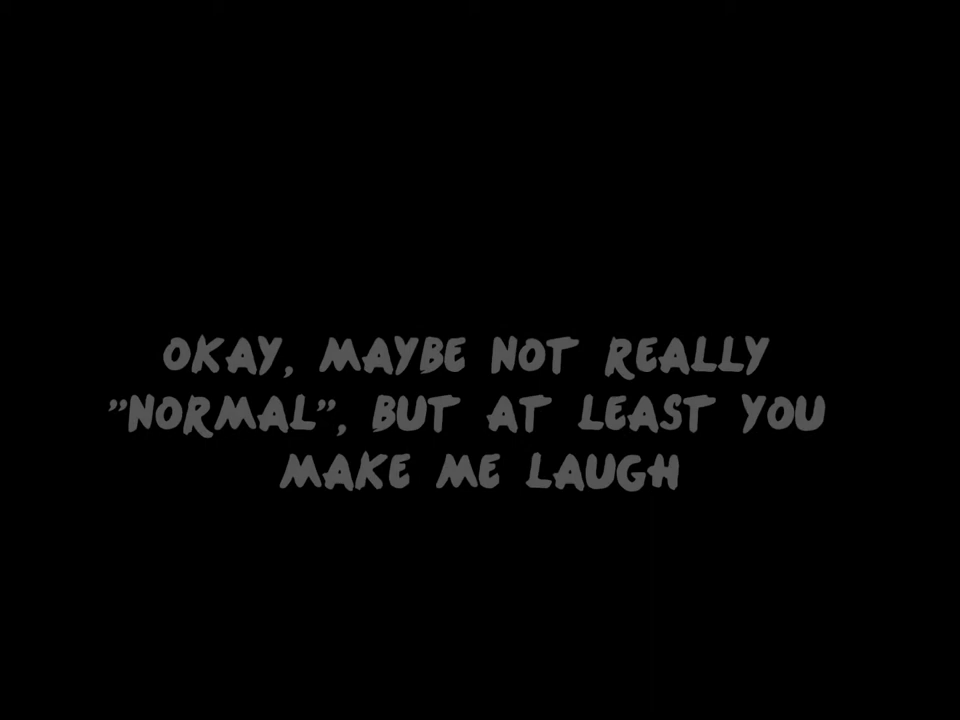 OKAY, MAYBE NOT REALLY
"NORMAL", BUT AT LEAST YOU
MAKE ME LAUGH